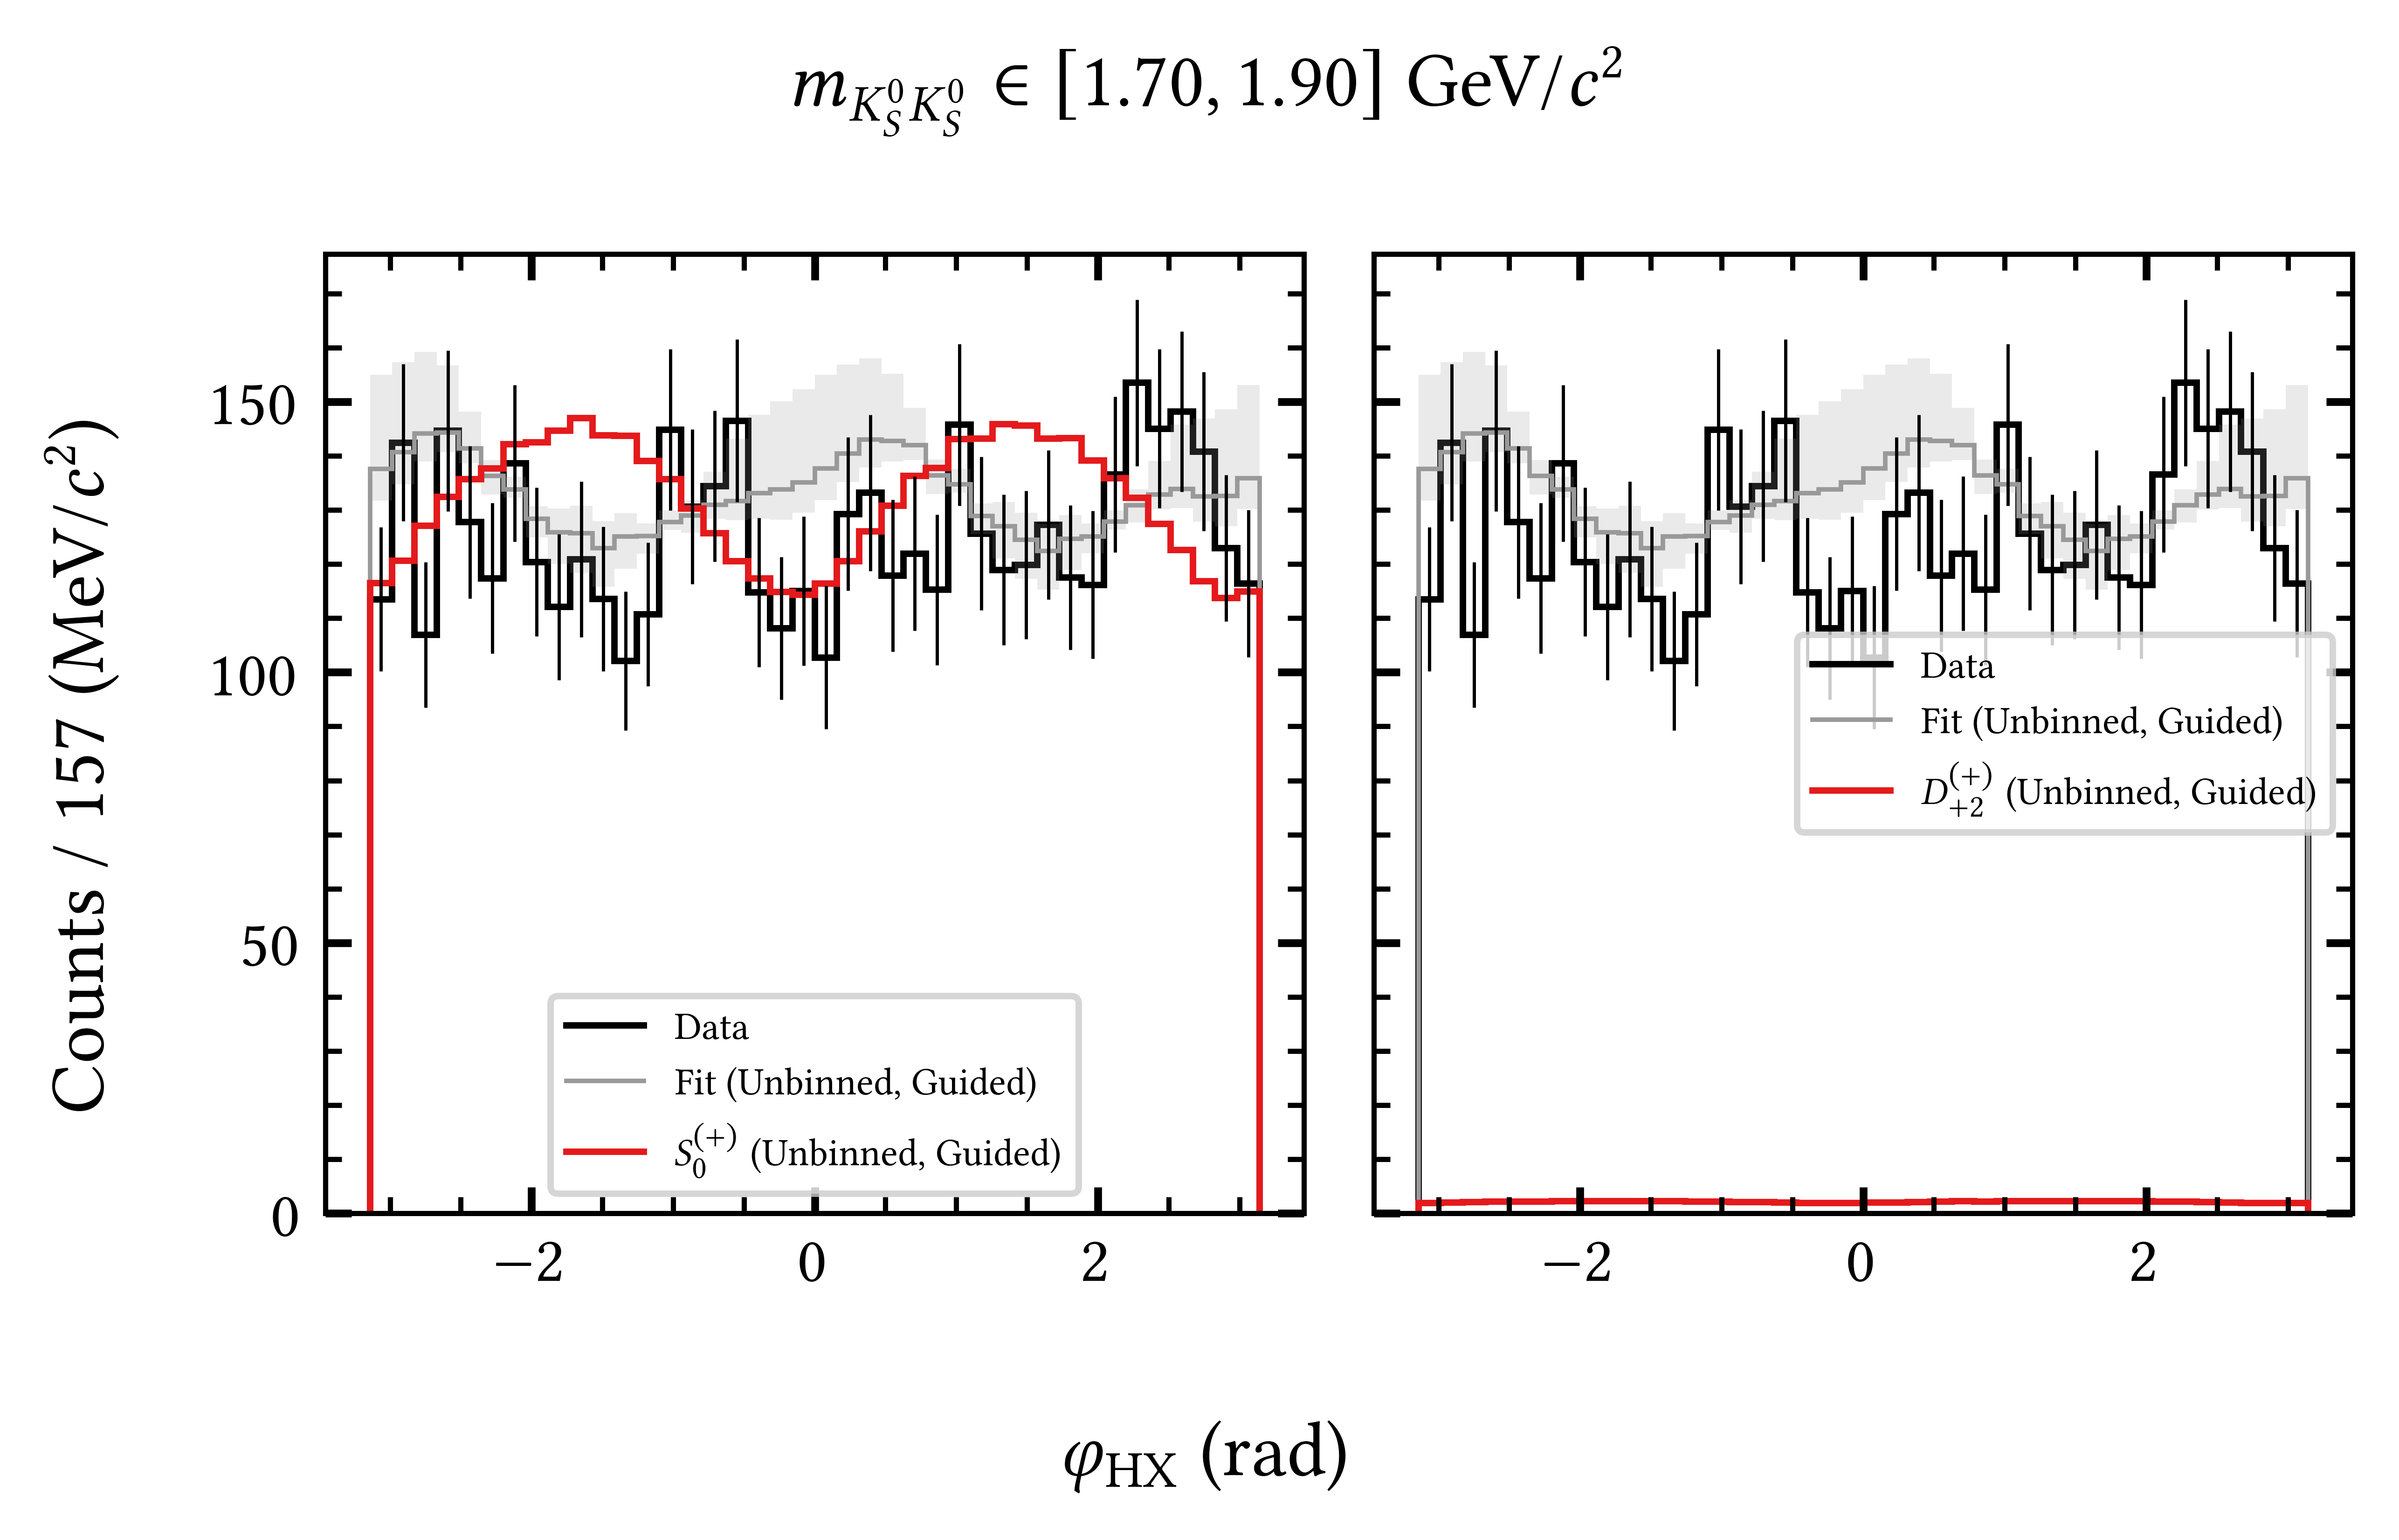 m_{K_S^0 K_S^0} ∈ [1.70, 1.90] GeV/c²
Counts / 157 (MeV/c²)
150
100
50
0
Data
Fit (Unbinned, Guided)
S_0^{(+)} (Unbinned, Guided)
−2
0
2
Data
Fit (Unbinned, Guided)
D_{+2}^{(+)} (Unbinned, Guided)
−2
0
2
φ_{HX} (rad)